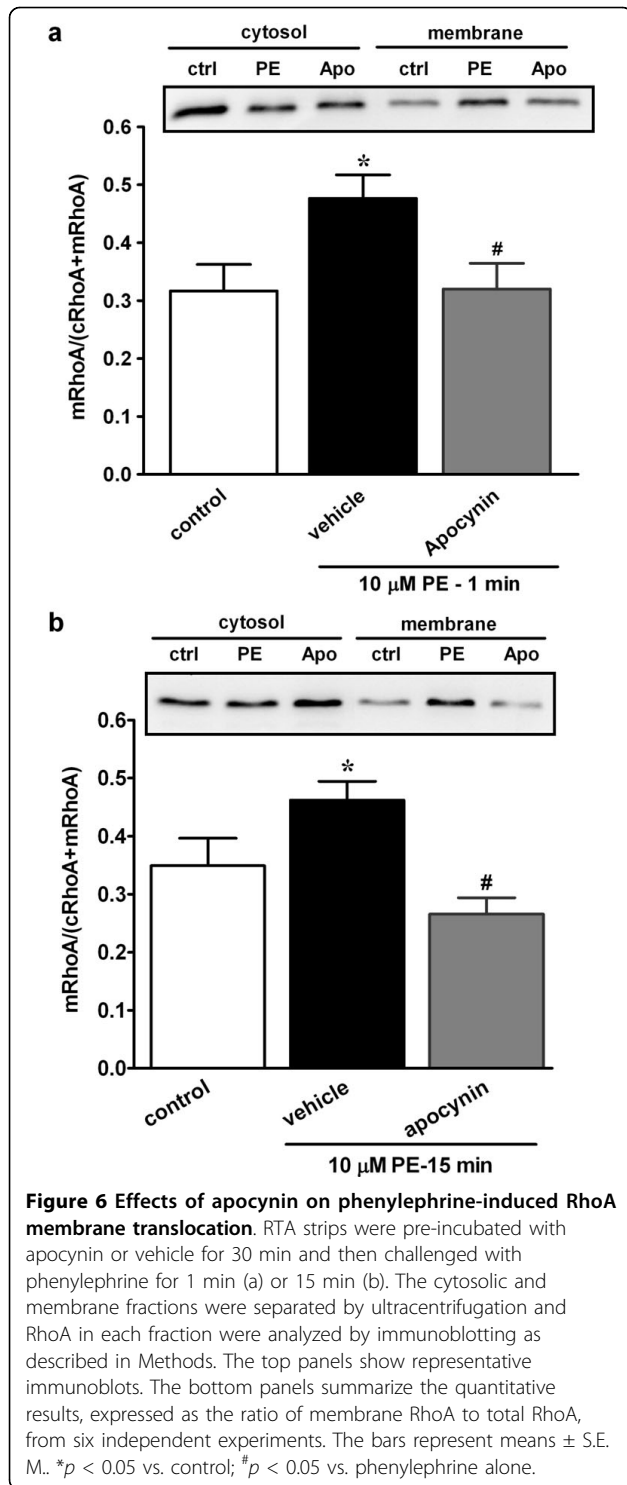 a
cytosol membrane
ctrl PE Apo ctrl PE Apo
0.6
0.5
0.4
0.3
0.2
0.1
0.0
mRhoA/(cRhoA+mRhoA)
*
#
control vehicle Apocynin
10 µM PE - 1 min
b
cytosol membrane
ctrl PE Apo ctrl PE Apo
0.6
0.5
0.4
0.3
0.2
0.1
0.0
mRhoA/(cRhoA+mRhoA)
*
#
control vehicle apocynin
10 µM PE-15 min
Figure 6 Effects of apocynin on phenylephrine-induced RhoA
membrane translocation. RTA strips were pre-incubated with
apocynin or vehicle for 30 min and then challenged with
phenylephrine for 1 min (a) or 15 min (b). The cytosolic and
membrane fractions were separated by ultracentrifugation and
RhoA in each fraction were analyzed by immunoblotting as
described in Methods. The top panels show representative
immunoblots. The bottom panels summarize the quantitative
results, expressed as the ratio of membrane RhoA to total RhoA,
from six independent experiments. The bars represent means ± S.E.
M.. *p < 0.05 vs. control; #p < 0.05 vs. phenylephrine alone.